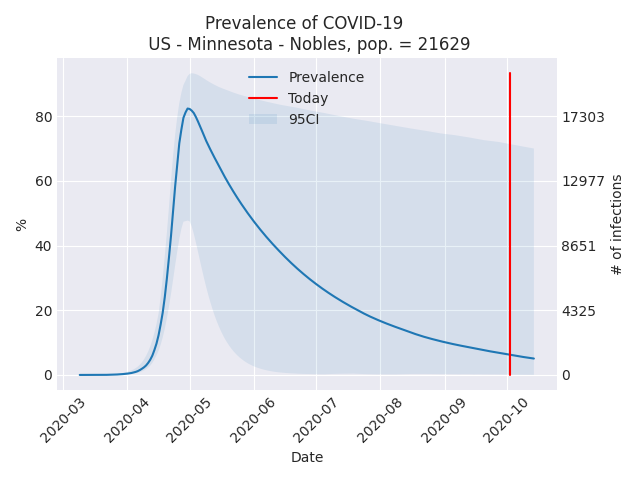 Prevalence of COVID-19
US - Minnesota - Nobles, pop. = 21629
Prevalence
Today
95CI
80
60
40
20
0
%
17303
12977
8651
4325
0
# of infections
2020-03
2020-04
2020-05
2020-06
2020-07
2020-08
2020-09
2020-10
Date